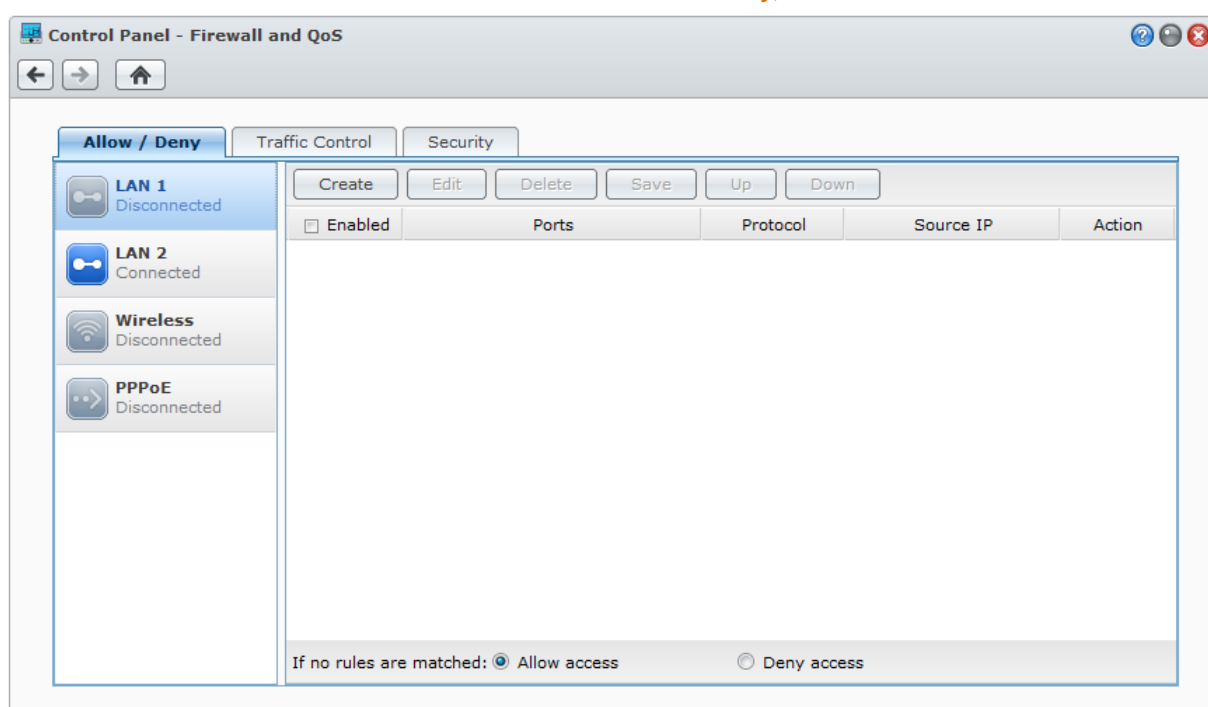 Control Panel - Firewall and QoS
Allow / Deny Traffic Control Security
LAN 1
Disconnected
LAN 2
Connected
Wireless
Disconnected
PPPoE
Disconnected
Create Edit Delete Save Up Down
Enabled Ports Protocol Source IP Action
If no rules are matched: Allow access Deny access